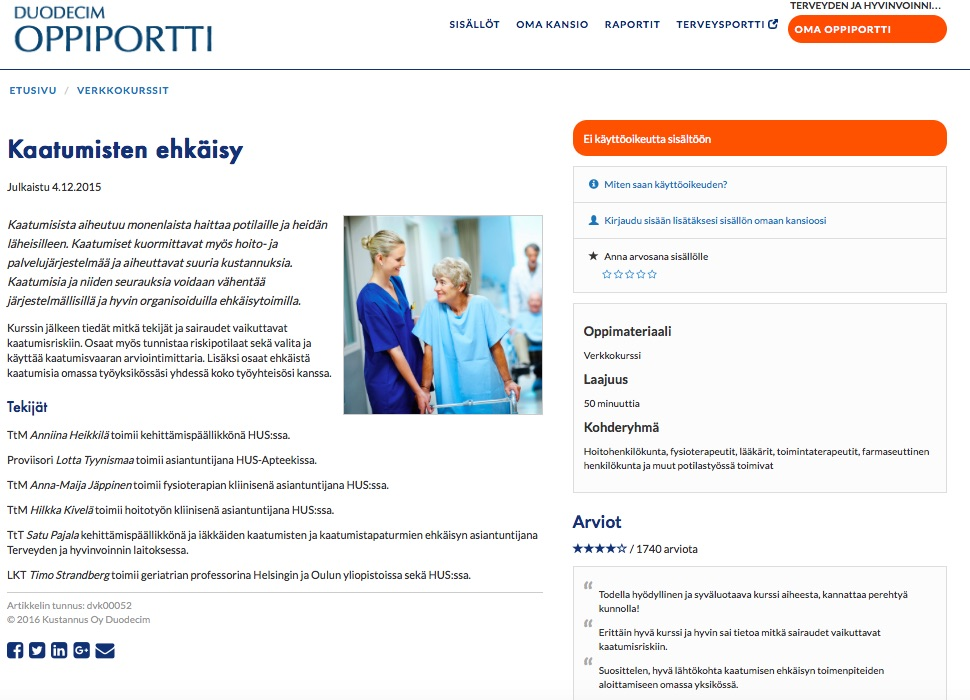 DUODECIM
OPPIPORTTI
SISÄLLÖT OMA KANSIO RAPORTIT TERVEYSPORTTI
TERVEYDEN JA HYVINVOINNI...
OMA OPPIPORTTI
ETUSIVU / VERKKOKURSSIT
Kaatumisten ehkäisy
Julkaistu 4.12.2015
Kaatumisista aiheutuu monenlaista haittaa potilaille ja heidän
läheisilleen. Kaatumiset kuormittavat myös hoito- ja
palvelujärjestelmää ja aiheuttavat suuria kustannuksia.
Kaatumisia ja niiden seurauksia voidaan vähentää
järjestelmällisillä ja hyvin organisoiduilla ehkäisytoimilla.
Kurssin jälkeen tiedät mitkä tekijät ja sairaudet vaikuttavat
kaatumisriskiin. Osaat myös tunnistaa riskipotilaat sekä valita ja
käyttää kaatumisvaaran arviointimittaria. Lisäksi osaat ehkäistä
kaatumisia omassa työyksikössäsi yhdessä koko työyhteisösi kanssa.
Tekijät
TtM Anniina Heikkilä toimii kehittämispäällikkönä HUS:ssa.
Proviisori Lotta Tyynismaa toimii asiantuntijana HUS-Apteekissa.
TtM Anna-Maija Jäppinen toimii fysioterapian kliinisenä asiantuntijana HUS:ssa.
TtM Hilkka Kivelä toimii hoitotyön kliinisenä asiantuntijana HUS:ssa.
TtT Satu Pajala kehittämispäällikkönä ja iäkkäiden kaatumisten ja kaatumistapaturmien ehkäisyn asiantuntijana
Terveyden ja hyvinvoinnin laitoksessa.
LKT Timo Strandberg toimii geriatrian professorina Helsingin ja Oulun yliopistoissa sekä HUS:ssa.
Artikkelin tunnus: dvk00052
© 2016 Kustannus Oy Duodecim
Ei käyttöoikeutta sisältöön
Miten saan käyttöoikeuden?
Kirjaudu sisään lisätäksesi sisällön omaan kansioosi
Anna arvosana sisällölle
Oppimateriaali
Verkkokurssi
Laajuus
50 minuuttia
Kohderyhmä
Hoitohenkilökunta, fysioterapeutit, lääkärit, toimintaterapeutit, farmaseuttinen
henkilökunta ja muut potilastyössä toimivat
Arviot
★★★★☆ / 1740 arviota
“ Todella hyödyllinen ja syväluotaava kurssi aiheesta, kannattaa perehtyä
kunnolla!
“ Erittäin hyvä kurssi ja hyvin sai tietoa mitkä sairaudet vaikuttavat
kaatumisriskiin.
“ Suosittelen, hyvä lähtökohta kaatumisen ehkäisyn toimenpiteiden
aloittamiseen omassa yksikössä.